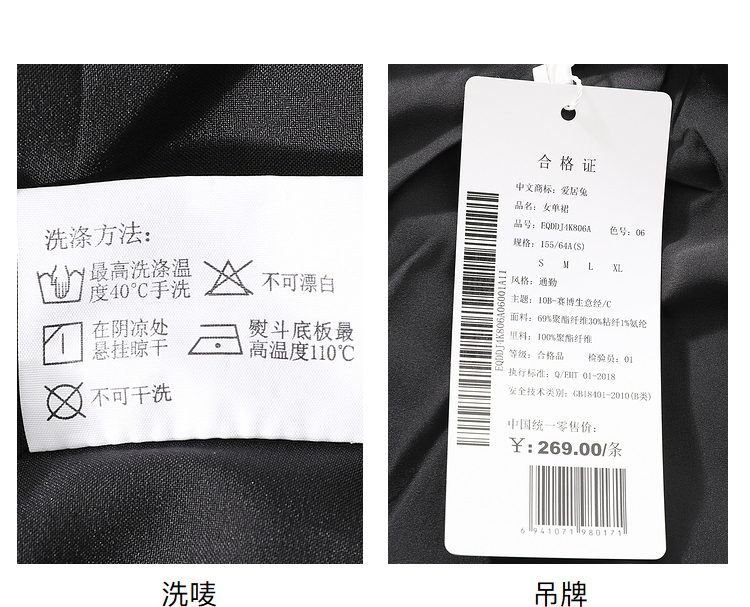 洗涤方法：
最高洗涤温
度40℃手洗
不可漂白
在阴凉处
悬挂晾干
熨斗底板最
高温度110℃
不可干洗
洗唛
合格证
中文商标：爱居兔
品名：女单裙
品号：EQDDJ4K806A 色号：06
规格：155/64A(S)
S M L XL
风格：通勤
主题：10B-赛博生意经/C
面料：69%聚酯纤维30%粘纤1%氨纶
里料：100%聚酯纤维
等级：合格品 检验员：01
执行标准：Q/EHT 01-2018
安全技术类别：GB18401-2010(B类)
中国统一零售价：
¥：269.00/条
EQDDJ4K806A06001A11
6 941071 980171
吊牌